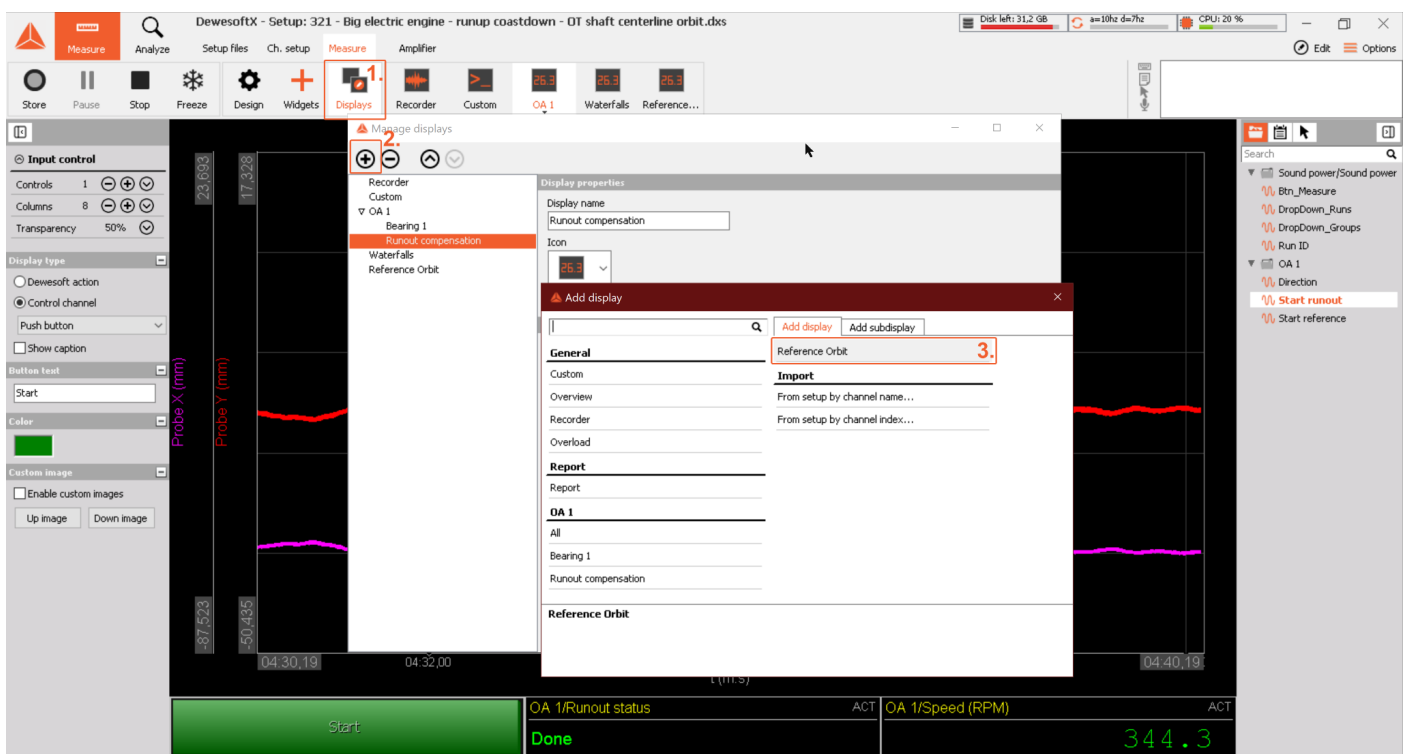 DewesoftX - Setup: 321 - Big electric engine - runup coastdown - OT shaft centerline orbit.dxs
Disk left: 31,2 GB
a=10hz d=7hz
CPU: 20 %
Measure
Analyze
Setup files
Ch. setup
Measure
Amplifier
Edit
Options
1.
Store
Pause
Stop
Freeze
Design
Widgets
Displays
Recorder
Custom
OA 1
Waterfalls
Reference...
26.3
26.3
26.3
Input control
Controls 1
Columns 8
Transparency 50%
Display type
Dewesoft action
Control channel
Push button
Show caption
Button text
Start
Color
Custom image
Enable custom images
Up image
Down image
23,693
17,328
Probe X (mm)
Probe Y (mm)
-87,523
-50,435
04:30,19
04:32,00
04:40,19
t (m:s)
Manage displays
2.
Recorder
Custom
OA 1
Bearing 1
Runout compensation
Waterfalls
Reference Orbit
Display properties
Display name
Runout compensation
Icon
26.3
Add display
Add display
Add subdisplay
General
Custom
Overview
Recorder
Overload
Report
Report
OA 1
All
Bearing 1
Runout compensation
Reference Orbit
3.
Import
From setup by channel name...
From setup by channel index...
Reference Orbit
Start
OA 1/Runout status ACT
Done
OA 1/Speed (RPM) ACT
344.3
Search
Sound power/Sound power
Btn_Measure
DropDown_Runs
DropDown_Groups
Run ID
OA 1
Direction
Start runout
Start reference